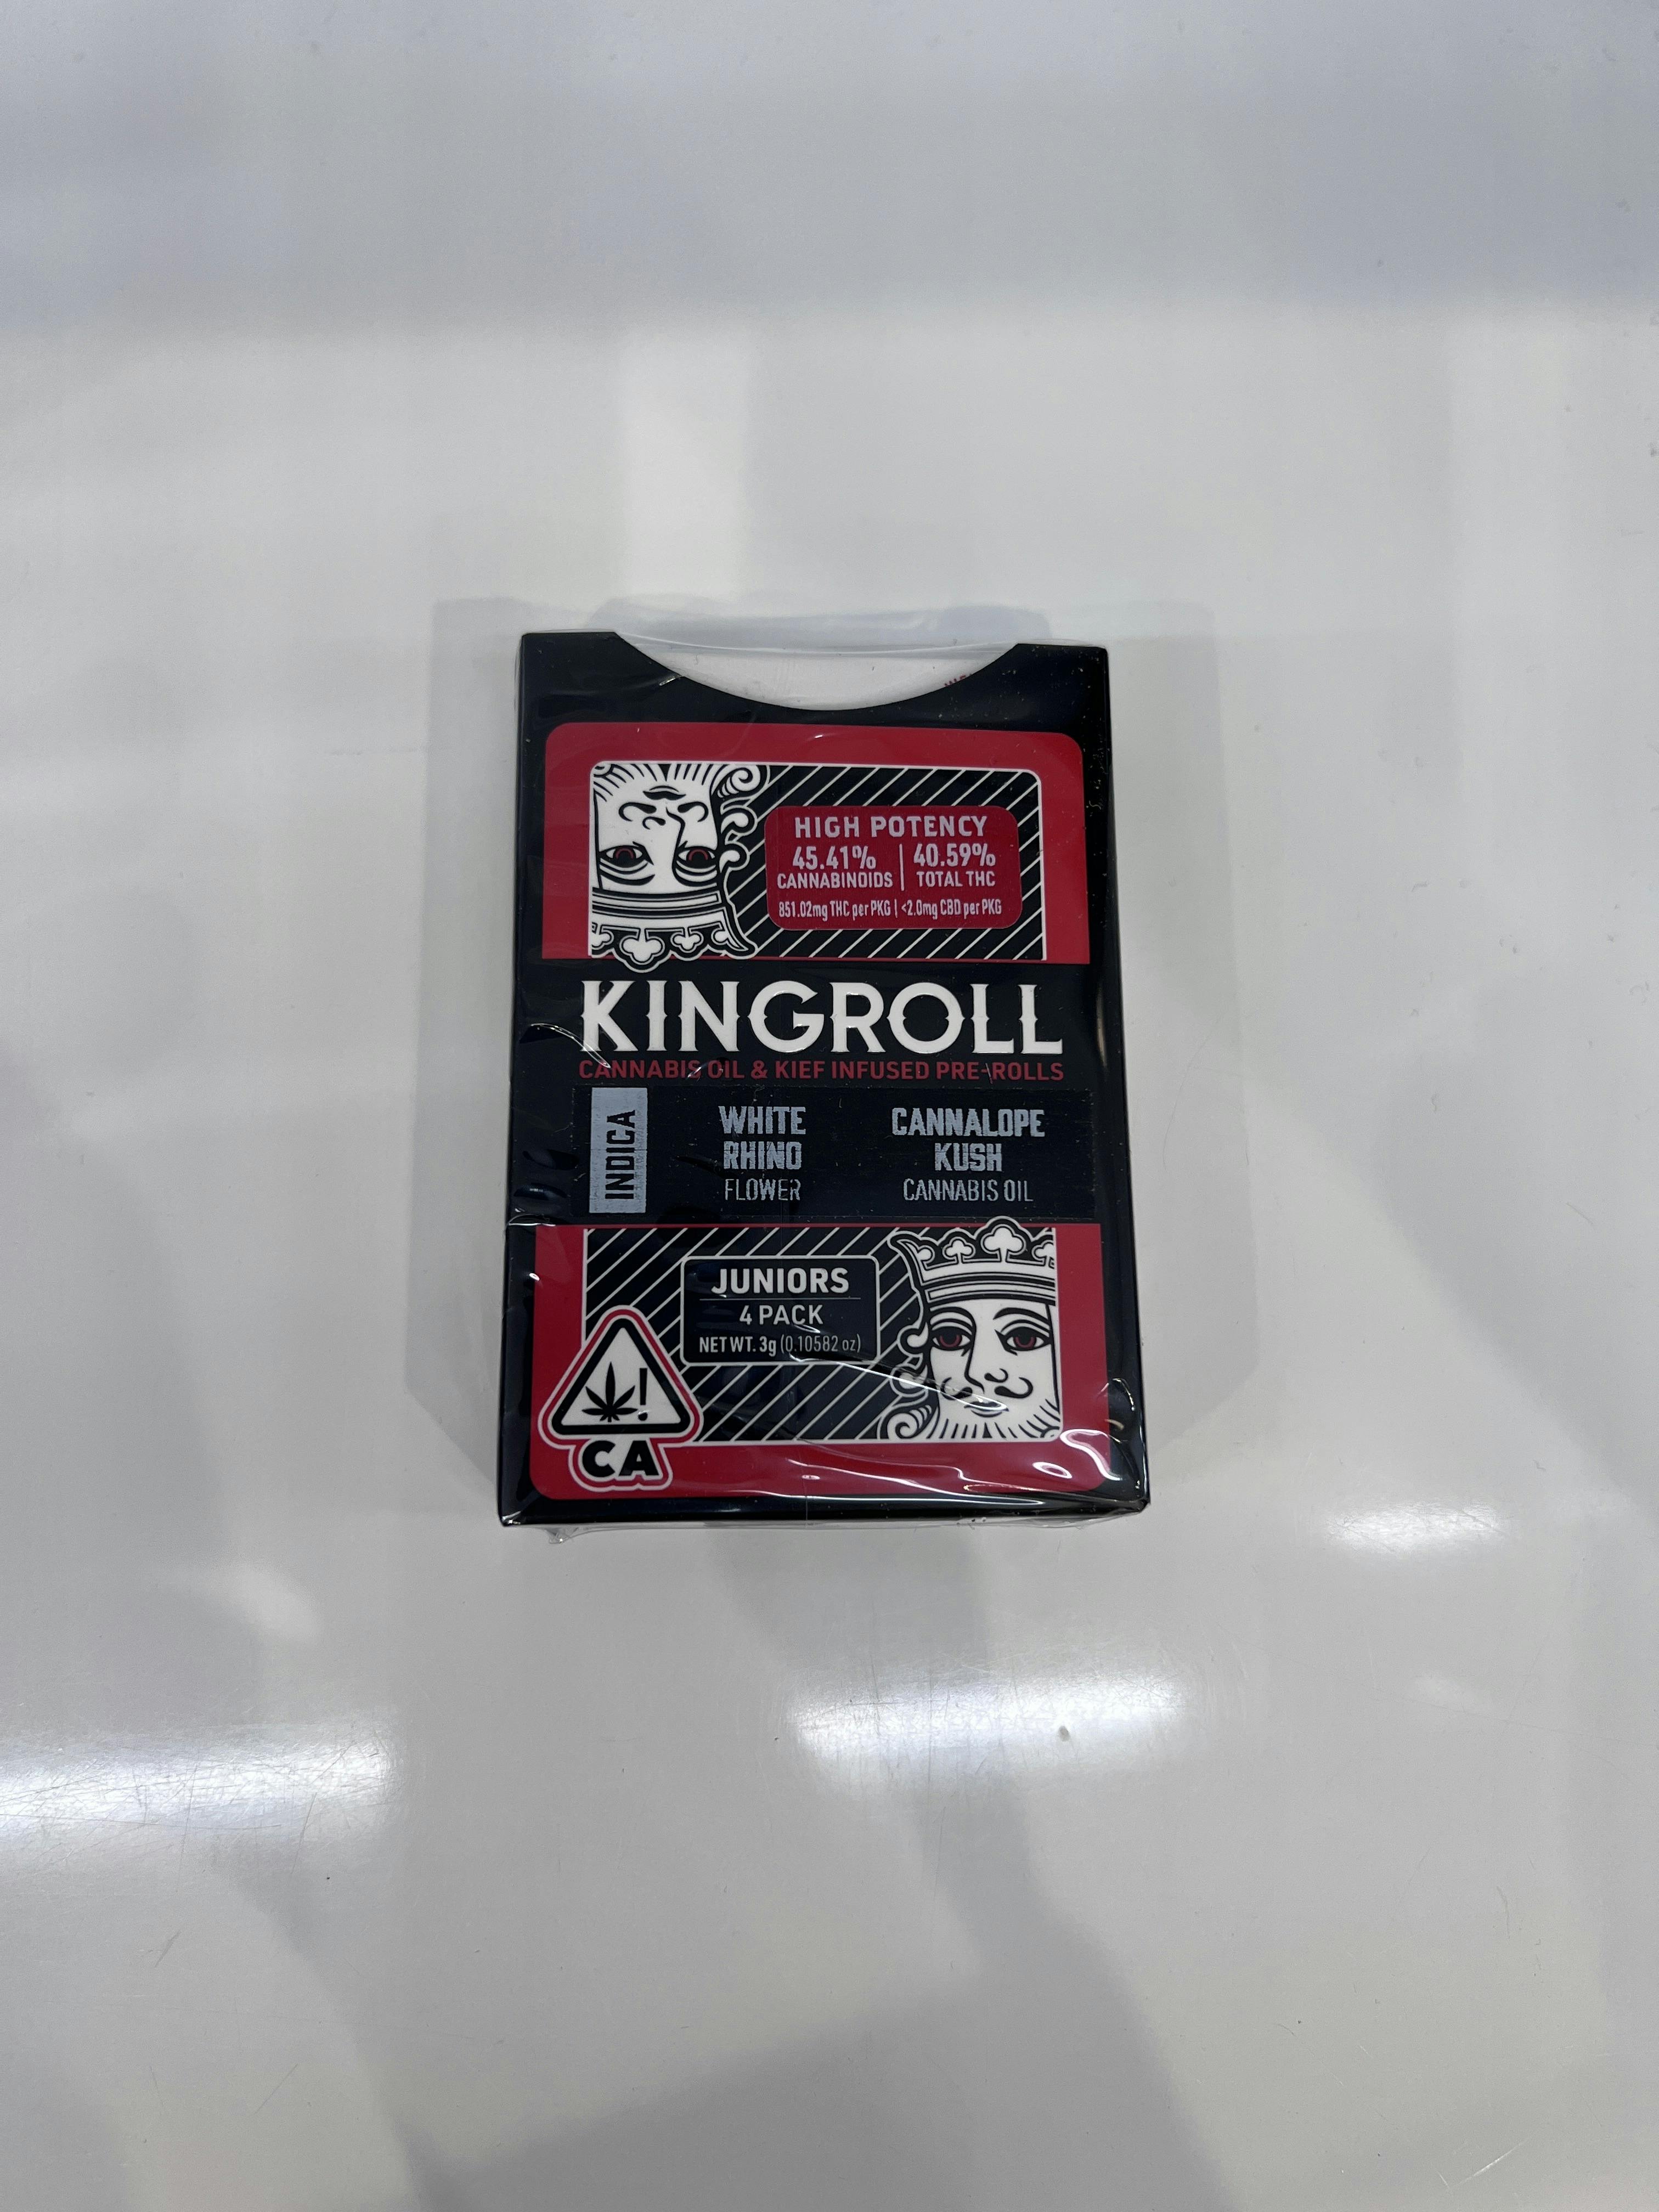 HIGH POTENCY
45.41% | 40.59%
CANNABINOIDS | TOTAL THC
851.02mg THC per PKG | <2.0mg CBD per PKG
KINGROLL
CANNABIS OIL & KIEF INFUSED PRE-ROLLS
INDICA
WHITE
RHINO
FLOWER
CANNALOPE
KUSH
CANNABIS OIL
JUNIORS
4 PACK
NET WT. 3g (0.10582 oz)
!
CA